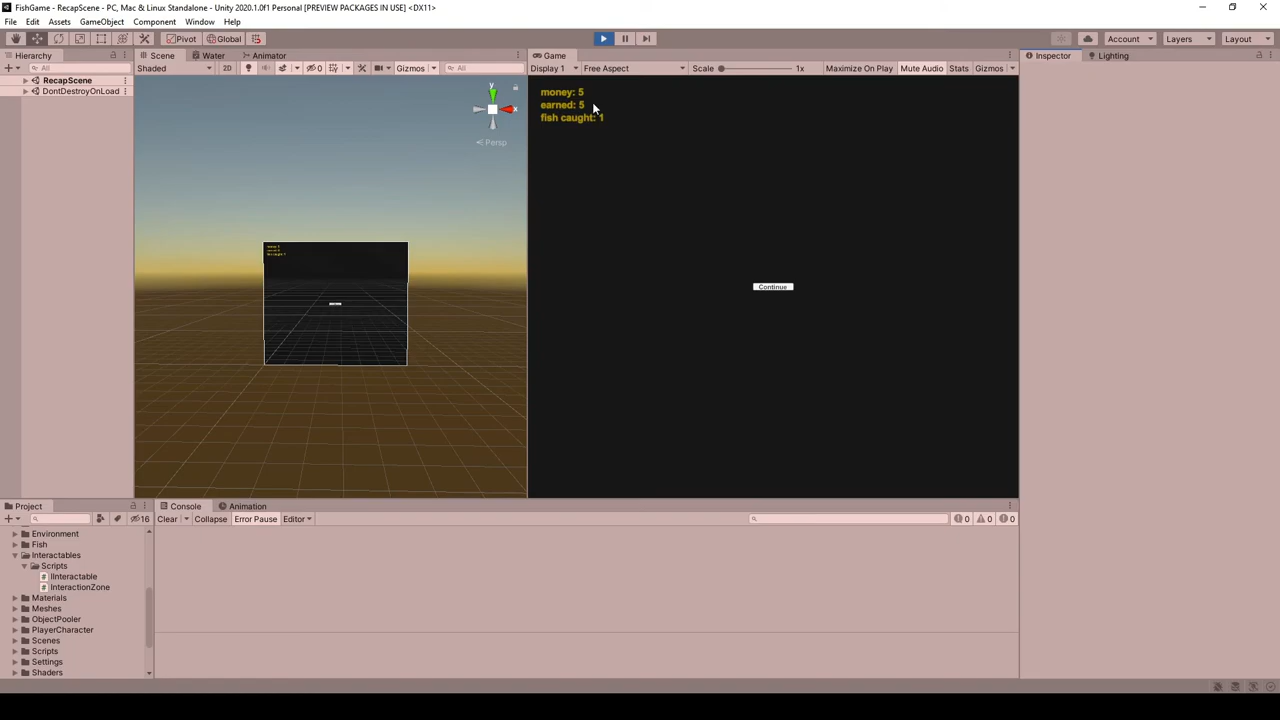 FishGame - RecapScene - PC, Mac & Linux Standalone - Unity 2020.1.0f1 Personal [PREVIEW PACKAGES IN USE] <DX11>
File Edit Assets GameObject Component Window Help
Pivot Global Account Layers Layout
Hierarchy Scene Water Animator Game Inspector Lighting
All Shaded 2D 0 Gizmos All Display 1 Free Aspect Scale 1x Maximize On Play Mute Audio Stats Gizmos
RecapScene
DontDestroyOnLoad
y
x
Persp
money: 5
earned: 5
fish caught: 1
Continue
Project Console Animation
16 Clear Collapse Error Pause Editor 0 0 0
Environment
Fish
Interactables
Scripts
IInteractable
InteractionZone
Materials
Meshes
ObjectPooler
PlayerCharacter
Scenes
Scripts
Settings
Shaders